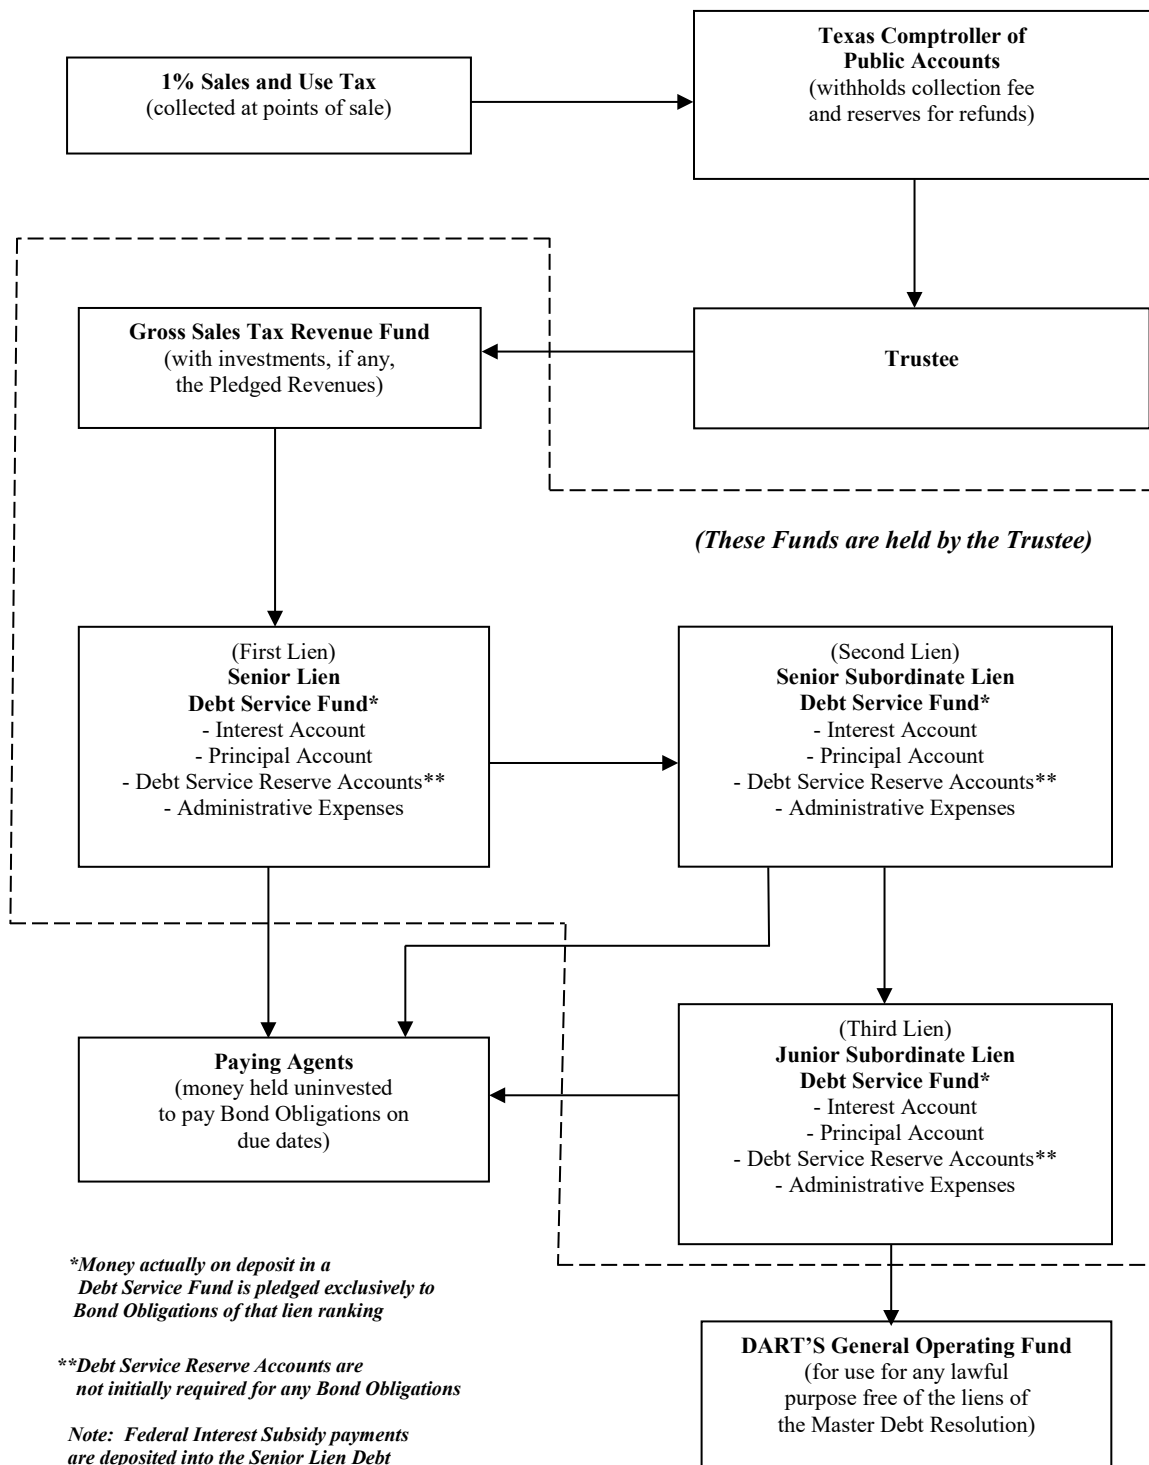 1% Sales and Use Tax
(collected at points of sale)
Texas Comptroller of
Public Accounts
(withholds collection fee
and reserves for refunds)
Gross Sales Tax Revenue Fund
(with investments, if any,
the Pledged Revenues)
Trustee
(These Funds are held by the Trustee)
(First Lien)
Senior Lien
Debt Service Fund*
- Interest Account
- Principal Account
- Debt Service Reserve Accounts**
- Administrative Expenses
(Second Lien)
Senior Subordinate Lien
Debt Service Fund*
- Interest Account
- Principal Account
- Debt Service Reserve Accounts**
- Administrative Expenses
Paying Agents
(money held uninvested
to pay Bond Obligations on
due dates)
(Third Lien)
Junior Subordinate Lien
Debt Service Fund*
- Interest Account
- Principal Account
- Debt Service Reserve Accounts**
- Administrative Expenses
*Money actually on deposit in a
Debt Service Fund is pledged exclusively to
Bond Obligations of that lien ranking
**Debt Service Reserve Accounts are
not initially required for any Bond Obligations
Note: Federal Interest Subsidy payments
are deposited into the Senior Lien Debt
DART'S General Operating Fund
(for use for any lawful
purpose free of the liens of
the Master Debt Resolution)